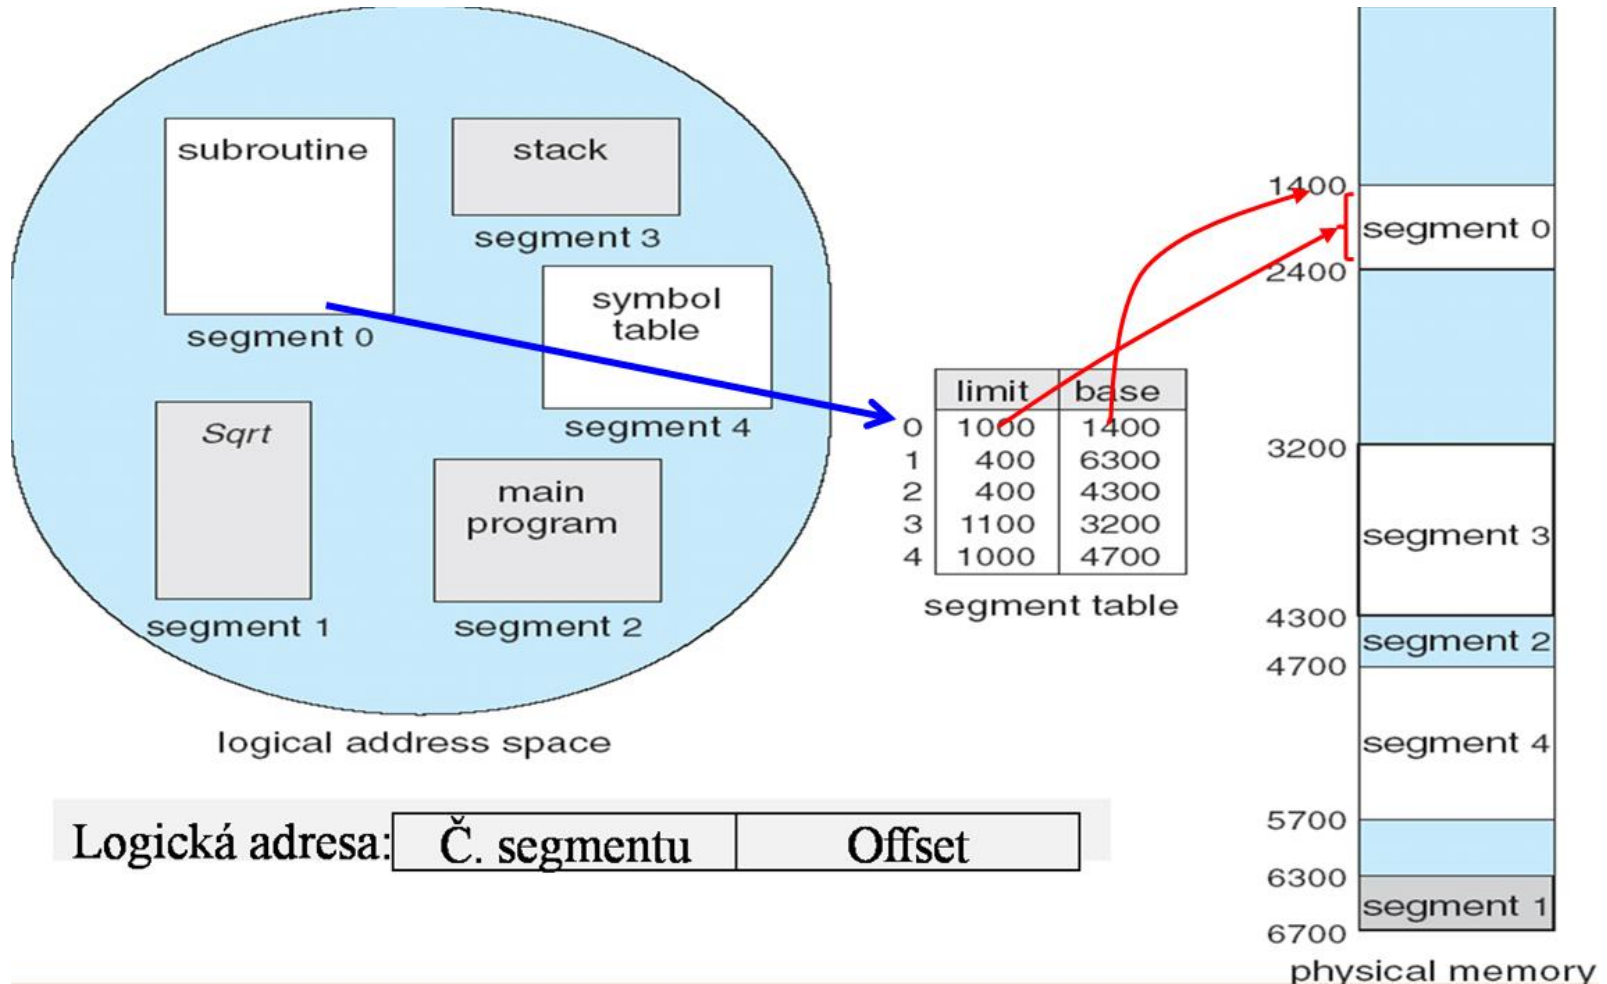 subroutine
segment 0
stack
segment 3
symbol
table
segment 4
Sqrt
segment 1
main
program
segment 2
logical address space
limit base
0 1000 1400
1 400 6300
2 400 4300
3 1100 3200
4 1000 4700
segment table
1400
segment 0
2400
3200
segment 3
4300
segment 2
4700
segment 4
5700
6300
segment 1
6700
physical memory
Logická adresa: Č. segmentu Offset